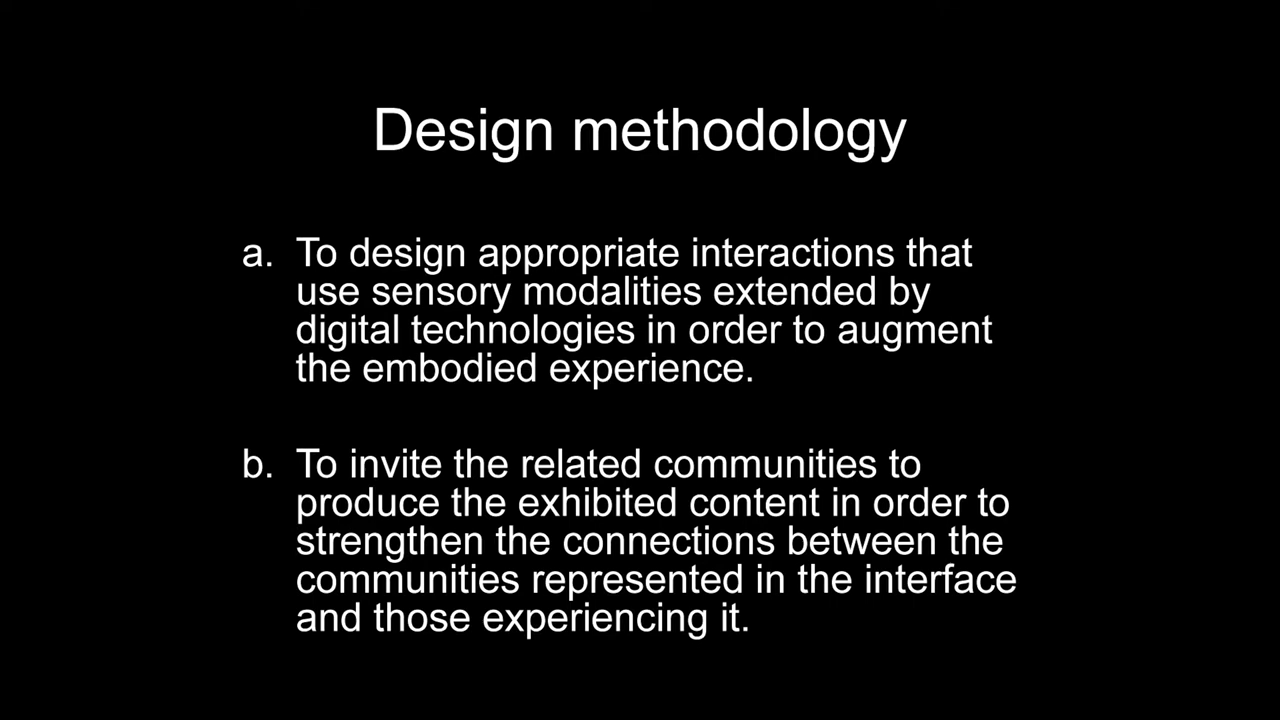 Design methodology
a. To design appropriate interactions that
use sensory modalities extended by
digital technologies in order to augment
the embodied experience.
b. To invite the related communities to
produce the exhibited content in order to
strengthen the connections between the
communities represented in the interface
and those experiencing it.